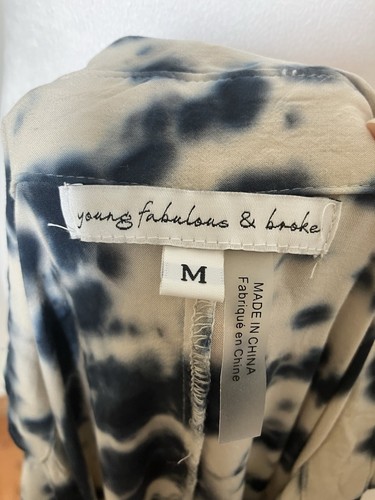 young fabulous & broke
M
MADE IN CHINA
Fabriqué en Chine